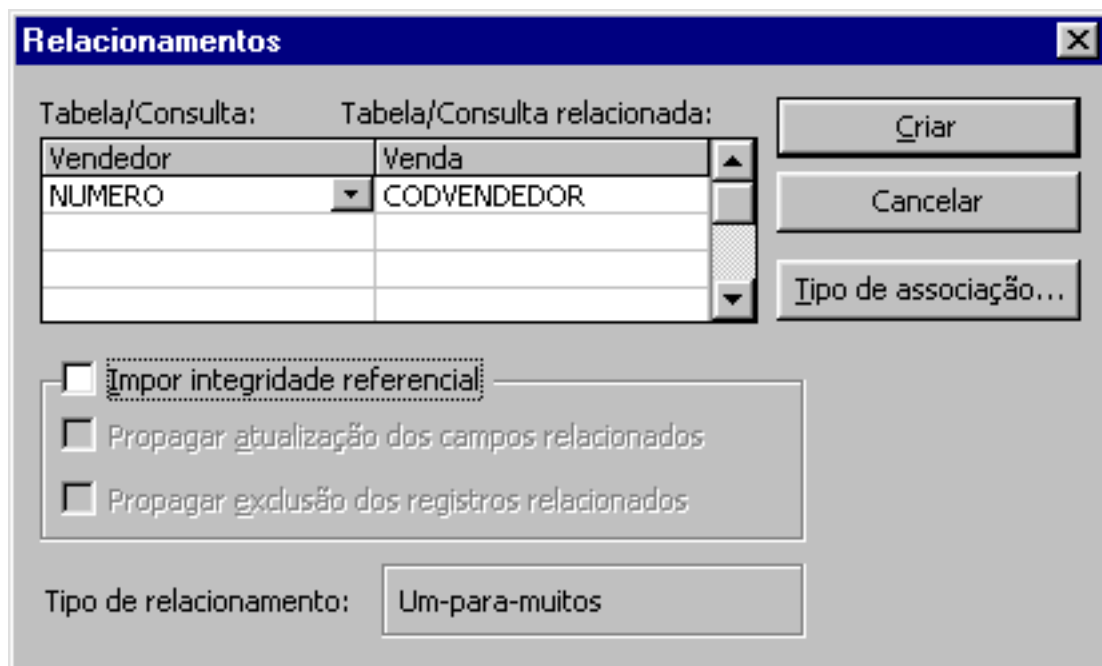 Relacionamentos
Tabela/Consulta: Tabela/Consulta relacionada:
Vendedor Venda
NUMERO CODVENDEDOR
Criar
Cancelar
Tipo de associação...
Impor integridade referencial
Propagar atualização dos campos relacionados
Propagar exclusão dos registros relacionados
Tipo de relacionamento: Um-para-muitos